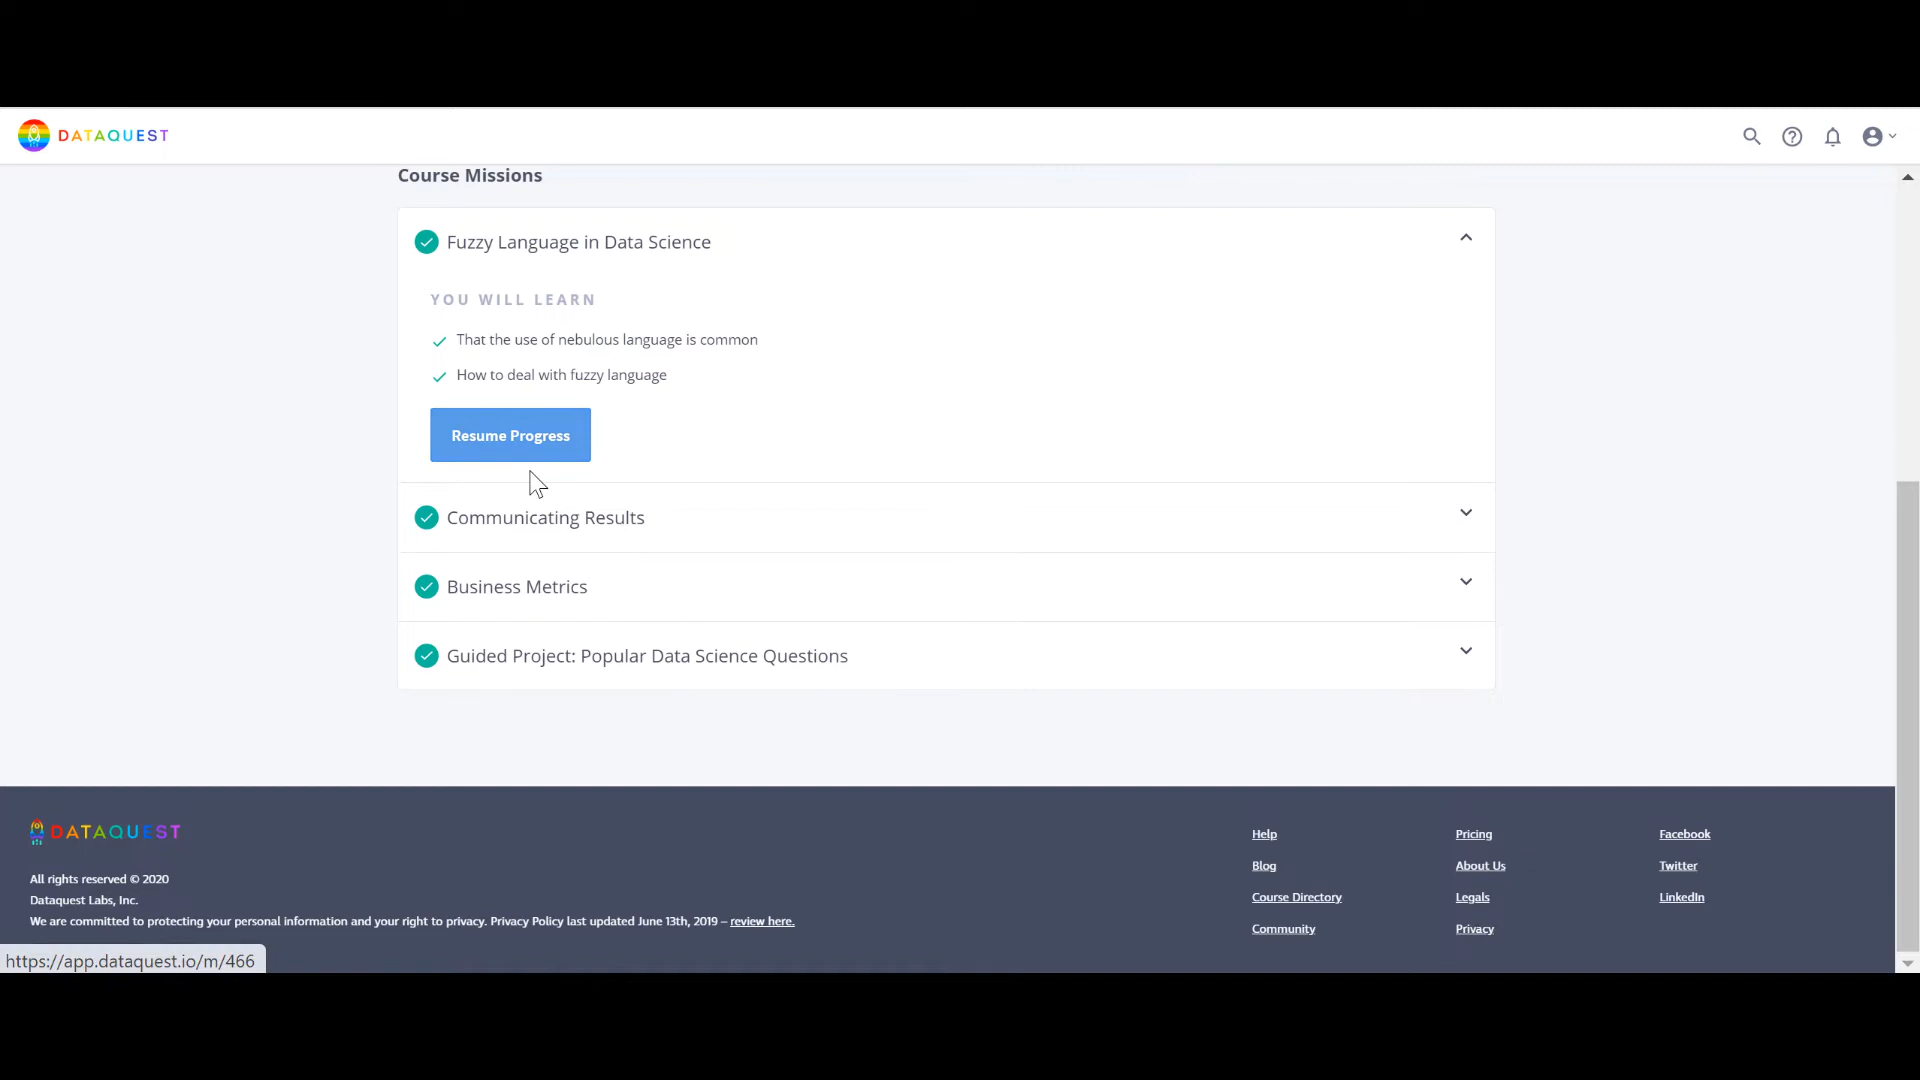 DATAQUEST
Course Missions
Fuzzy Language in Data Science
YOU WILL LEARN
That the use of nebulous language is common
How to deal with fuzzy language
Resume Progress
Communicating Results
Business Metrics
Guided Project: Popular Data Science Questions
DATAQUEST
All rights reserved © 2020
Dataquest Labs, Inc.
We are committed to protecting your personal information and your right to privacy. Privacy Policy last updated June 13th, 2019 – review here.
Help
Blog
Course Directory
Community
Pricing
About Us
Legals
Privacy
Facebook
Twitter
LinkedIn
https://app.dataquest.io/m/466